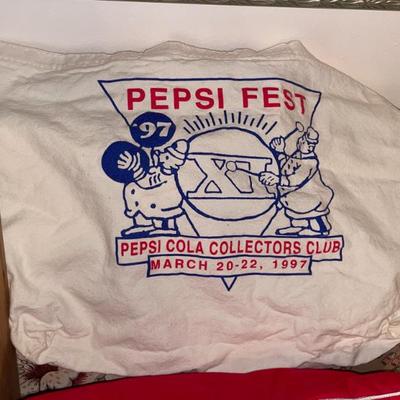 PEPSI FEST
'97
XI
PEPSI COLA COLLECTORS CLUB
MARCH 20-22, 1997